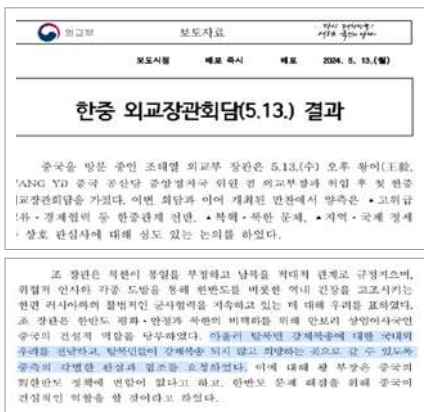 외교부
보도자료
다시 대한민국!
새로운 국민의 나라
보도시점 배포 즉시 배포 2024. 5. 13.(월)
한중 외교장관회담(5.13.) 결과
중국을 방문 중인 조태열 외교부 장관은 5.13.(수) 오후 왕이(王毅,
WANG Yi) 중국 공산당 중앙정치국 위원 겸 외교부장과 취임 후 첫 한중
외교장관회담을 가졌다. 이번 회담과 이어 개최된 만찬에서 양측은 ▴고위급
교류·경제협력 등 한중관계 전반, ▴북핵·북한 문제, ▴지역·국제 정세
등 상호 관심사에 대해 심도 있는 논의를 하였다.
조 장관은 북한이 통일을 부정하고 남북을 적대적 관계로 규정지으며,
위협적 언사와 각종 도발을 통해 한반도를 비롯한 역내 긴장을 고조시키는
한편 러시아와의 불법적인 군사협력을 지속하고 있는 데 대해 우려를 표하였다.
조 장관은 한반도 평화·안정과 북한의 비핵화를 위해 안보리 상임이사국인
중국의 건설적 역할을 당부하였다. 아울러 탈북민 강제북송에 대한 국내외
우려를 전달하고, 탈북민들이 강제북송 되지 않고 희망하는 곳으로 갈 수 있도록
중측의 각별한 관심과 협조를 요청하였다. 이에 대해 왕 부장은 중국의
對한반도 정책에 변함이 없다고 하고, 한반도 문제 해결을 위해 중국이
건설적인 역할을 할 것이라고 하였다.